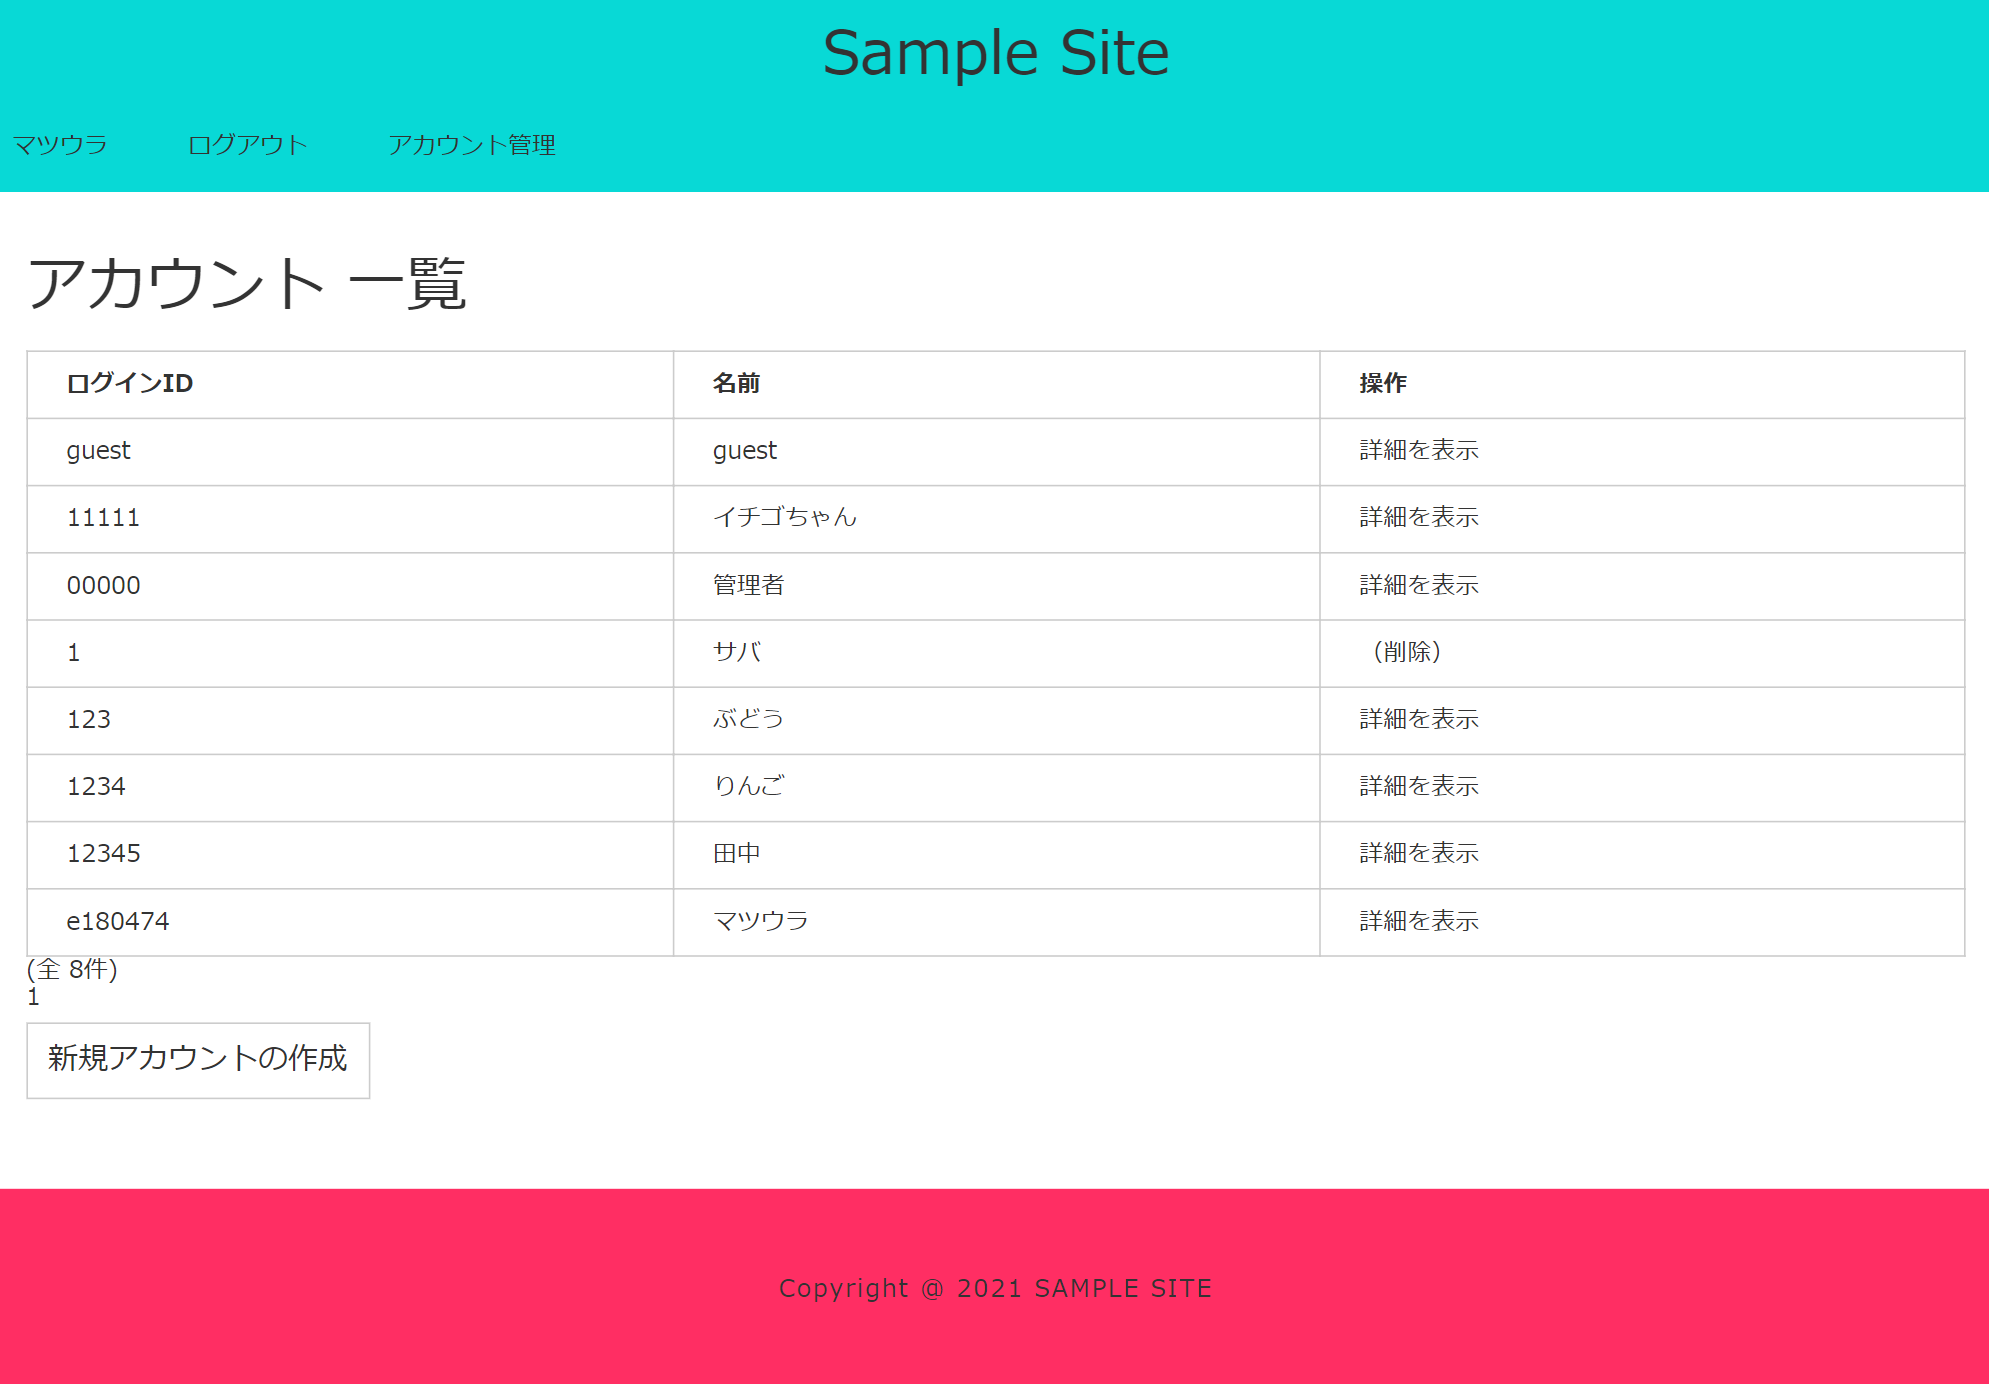 Sample Site
マツウラ ログアウト アカウント管理
アカウント 一覧
ログインID 名前 操作
guest guest 詳細を表示
11111 イチゴちゃん 詳細を表示
00000 管理者 詳細を表示
1 サバ （削除）
123 ぶどう 詳細を表示
1234 りんご 詳細を表示
12345 田中 詳細を表示
e180474 マツウラ 詳細を表示
(全 8件)
1
新規アカウントの作成
Copyright @ 2021 SAMPLE SITE